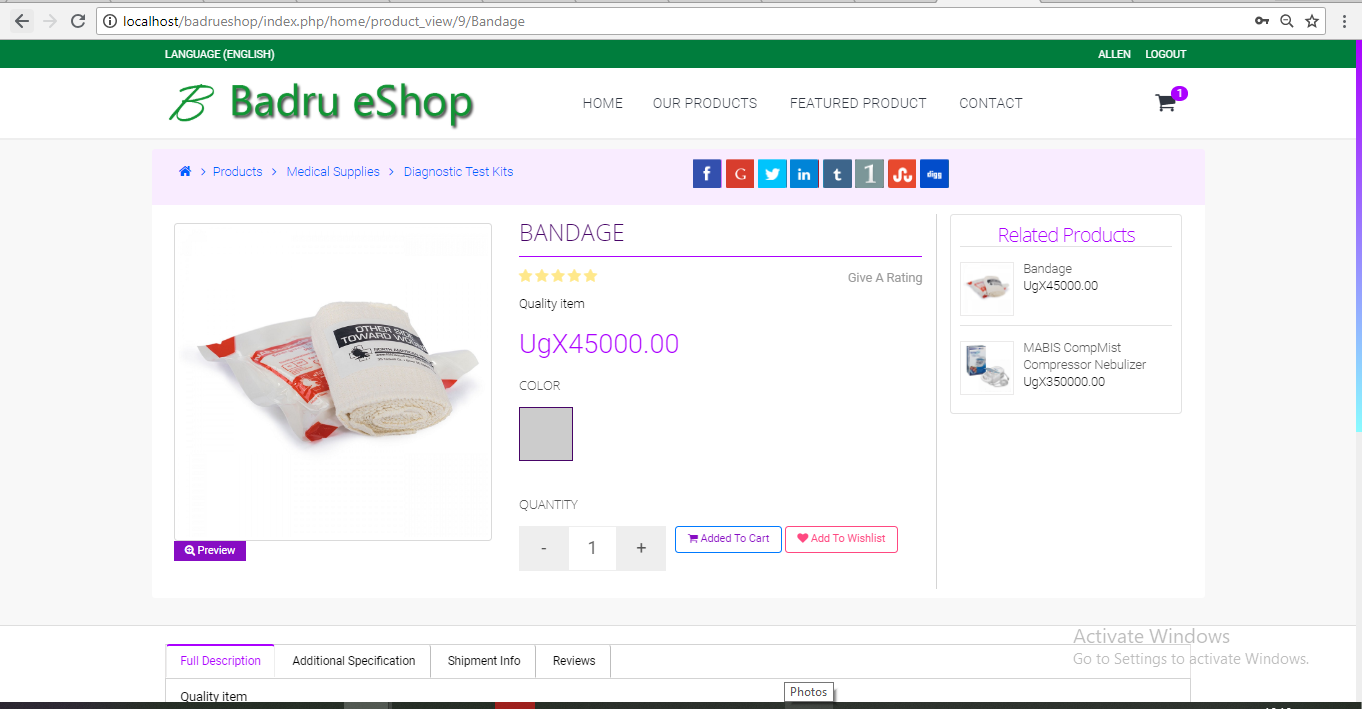 localhost/badrueshop/index.php/home/product_view/9/Bandage
LANGUAGE (ENGLISH)
ALLEN LOGOUT
B Badru eShop
HOME OUR PRODUCTS FEATURED PRODUCT CONTACT
1
Products Medical Supplies Diagnostic Test Kits
f G in t 1 digg
BANDAGE
Give A Rating
Quality item
UgX45000.00
COLOR
QUANTITY
- 1 +
Added To Cart
Add To Wishlist
OTHER SIDE
TOWARD WOUND
Preview
Related Products
Bandage
UgX45000.00
MABIS CompMist
Compressor Nebulizer
UgX350000.00
Full Description Additional Specification Shipment Info Reviews
Quality item
Activate Windows
Go to Settings to activate Windows.
Photos